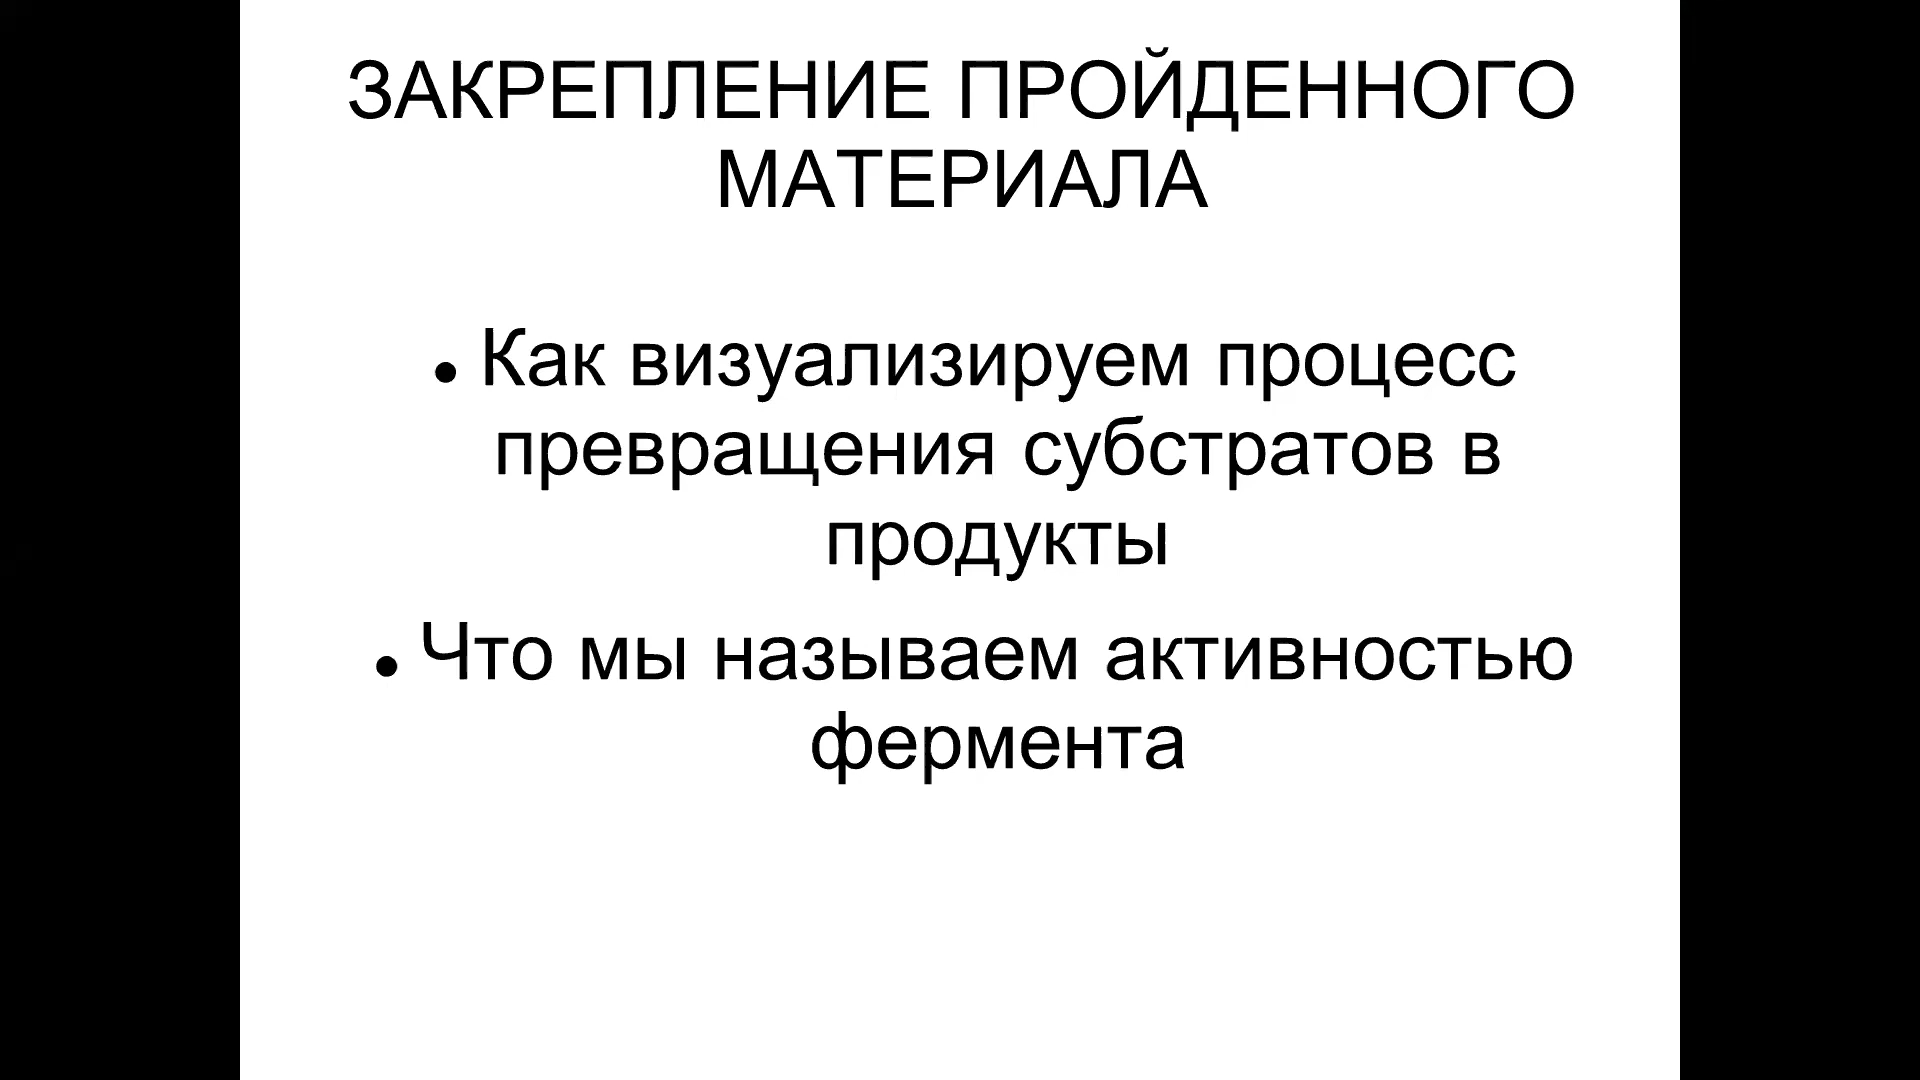 ЗАКРЕПЛЕНИЕ ПРОЙДЕННОГО
МАТЕРИАЛА
• Как визуализируем процесс
превращения субстратов в
продукты
• Что мы называем активностью
фермента